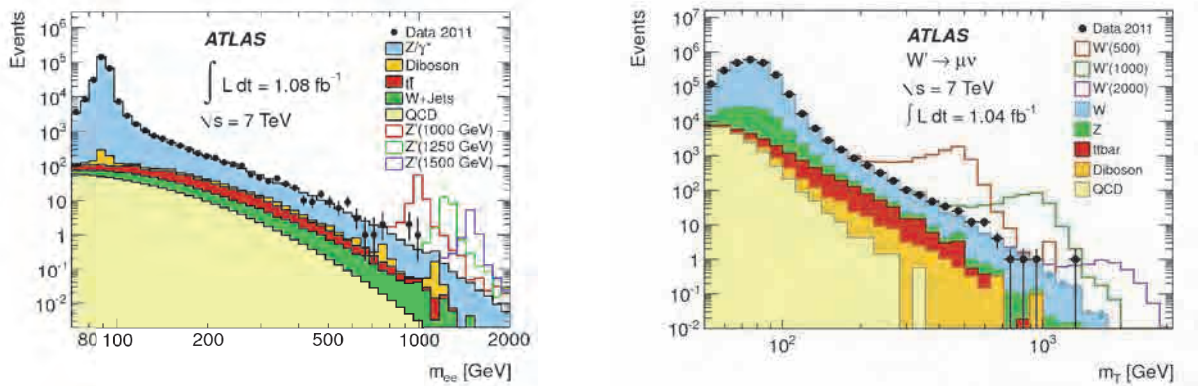 Events
10⁵
10⁴
10³
10²
10
1
10⁻¹
10⁻²
80 100 200 500 1000 2000
m_ee [GeV]
ATLAS
∫ L dt = 1.08 fb⁻¹
√s = 7 TeV
Data 2011
Z/γ*
Diboson
tt̄
W+Jets
QCD
Z'(1000 GeV)
Z'(1250 GeV)
Z'(1500 GeV)
Events
10⁷
10⁶
10⁵
10⁴
10³
10²
10
1
10⁻¹
10⁻²
10² 10³
m_T [GeV]
ATLAS
W' → μν
√s = 7 TeV
∫ L dt = 1.04 fb⁻¹
Data 2011
W'(500)
W'(1000)
W'(2000)
W
Z
ttbar
Diboson
QCD